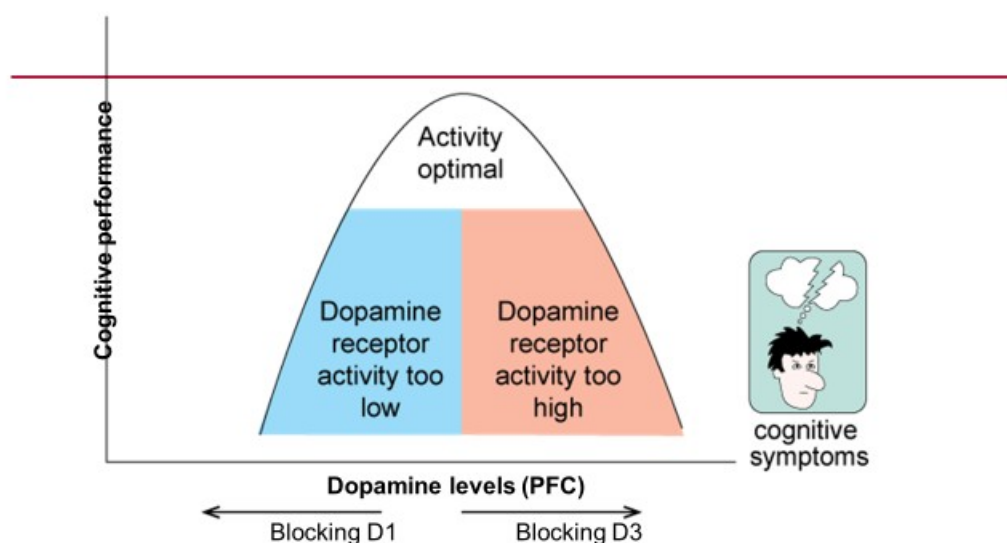 Cognitive performance
Activity
optimal
Dopamine
receptor
activity too
low
Dopamine
receptor
activity too
high
cognitive
symptoms
Dopamine levels (PFC)
Blocking D1
Blocking D3